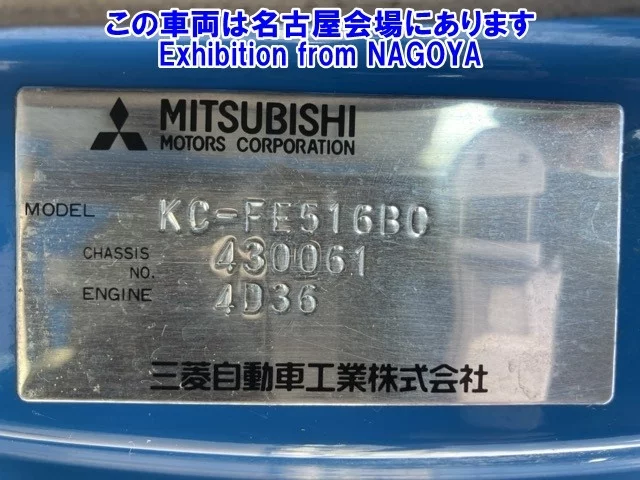 この車両は名古屋会場にあります
Exhibition from NAGOYA
MITSUBISHI
MOTORS CORPORATION
MODEL KC-FE516BC
CHASSIS NO. 430061
ENGINE 4D36
三菱自動車工業株式会社